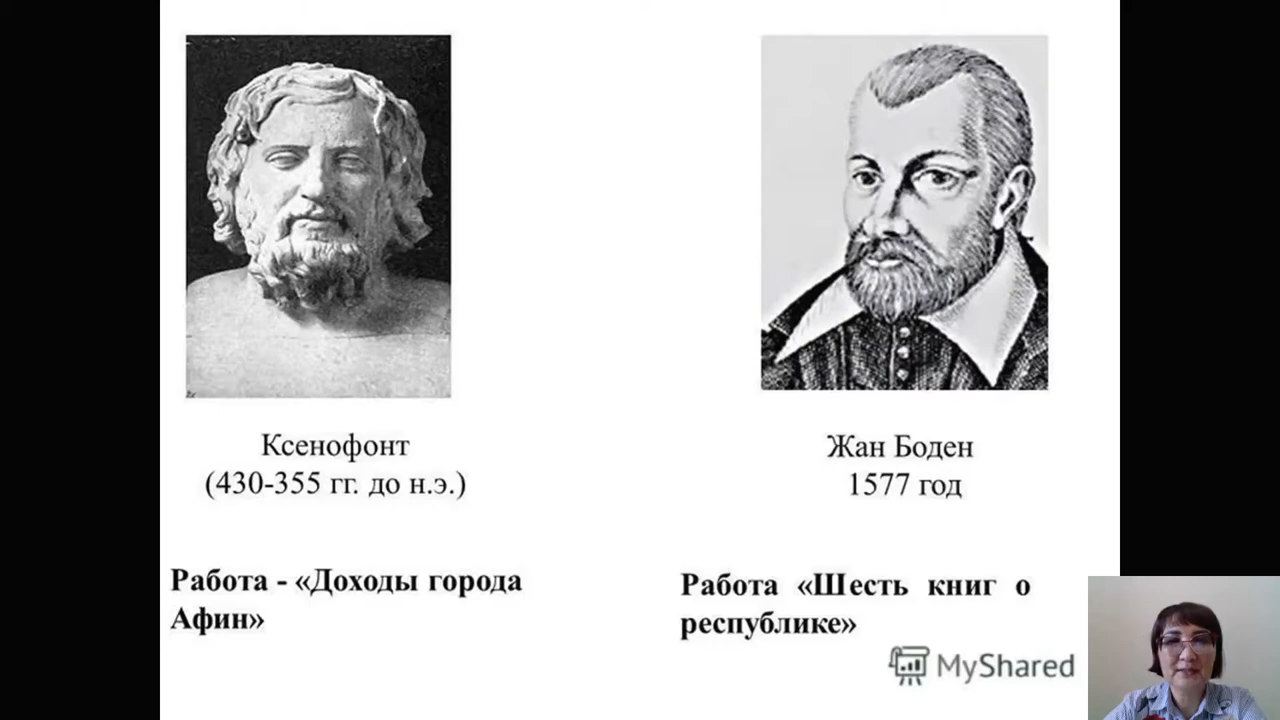 Ксенофонт
(430-355 гг. до н.э.)
Работа - «Доходы города
Афин»
Жан Боден
1577 год
Работа «Шесть книг о
республике»
MyShared